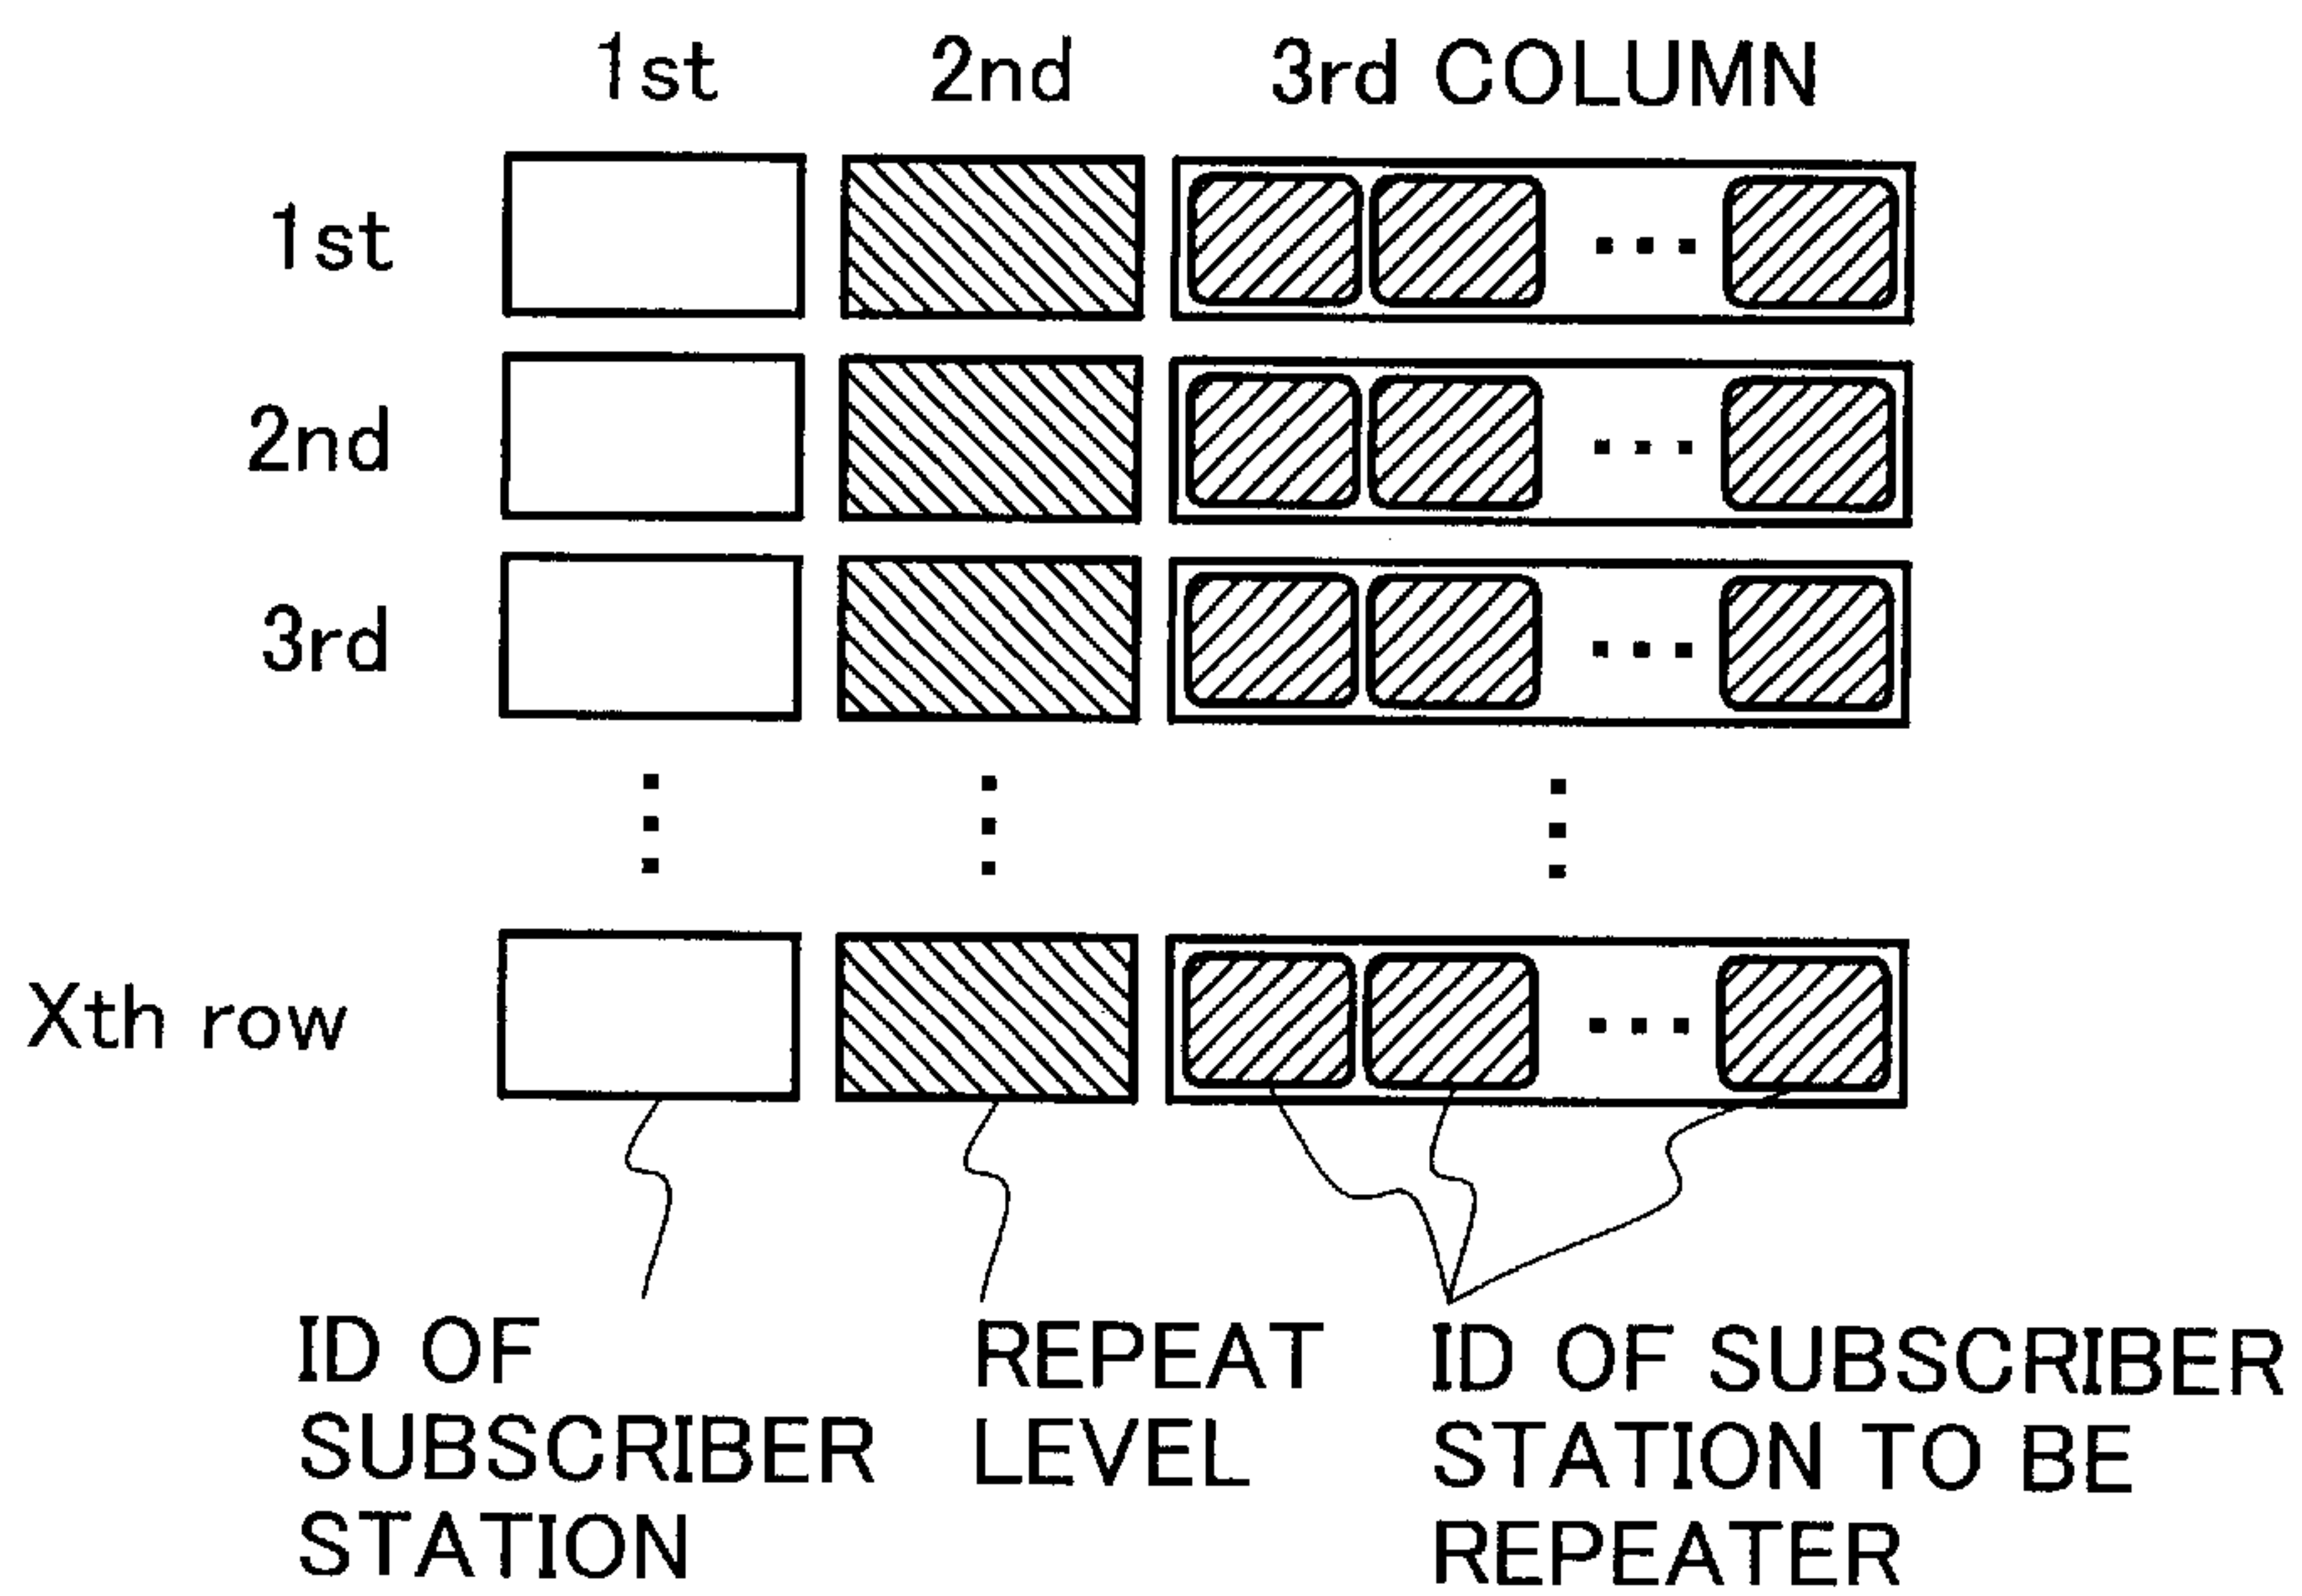 1st 2nd 3rd COLUMN
1st
2nd
3rd
Xth row
ID OF
SUBSCRIBER
STATION
REPEAT
LEVEL
ID OF SUBSCRIBER
STATION TO BE
REPEATER